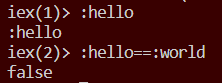 iex(1)> :hello
:hello
iex(2)> :hello==:world
false